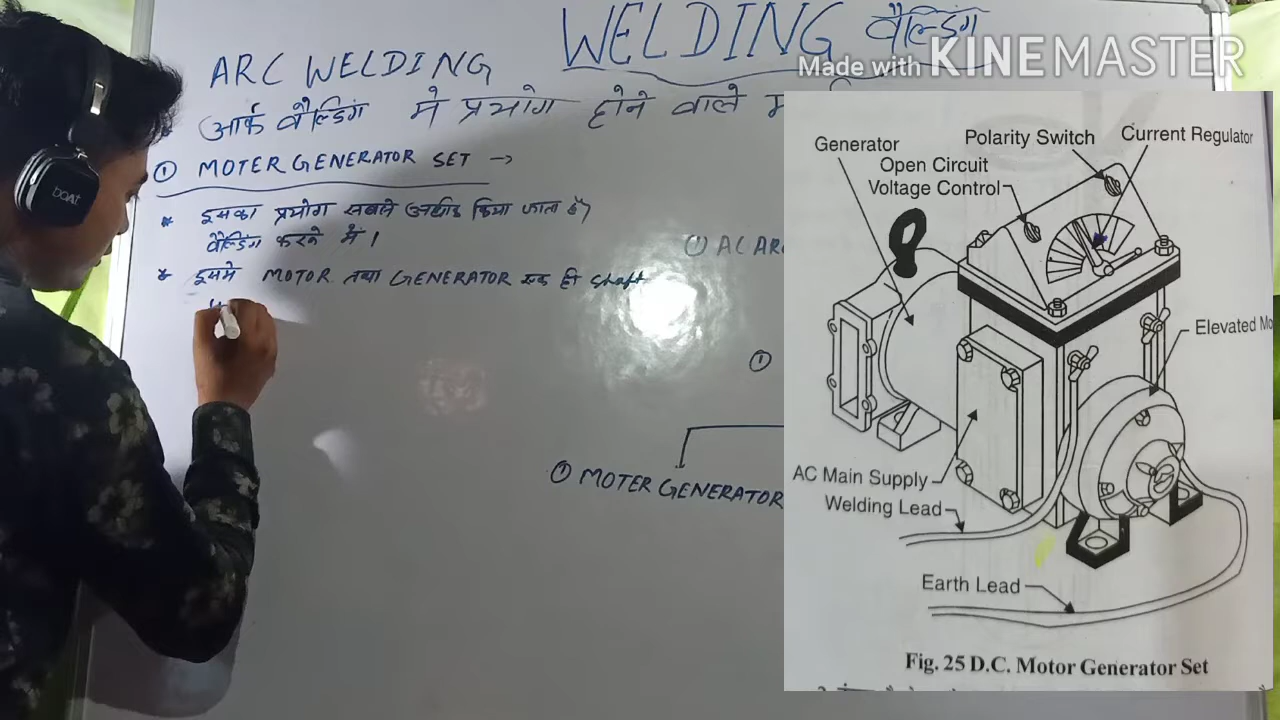 WELDING वैल्डिंग
Made with KINEMASTER
ARC WELDING
आर्क वैल्डिंग मे प्रयोग होने वाले
① MOTER GENERATOR SET →
* इसका प्रयोग सबसे अधीक किया जाता है
वैल्डिंग करने में।
* इसमे MOTOR तथा GENERATOR एक ही shaft
① AC ARC
①
① MOTER GENERATOR
boAt
Generator
Polarity Switch
Current Regulator
Open Circuit
Voltage Control
Elevated Mo
AC Main Supply
Welding Lead
Earth Lead
Fig. 25 D.C. Motor Generator Set